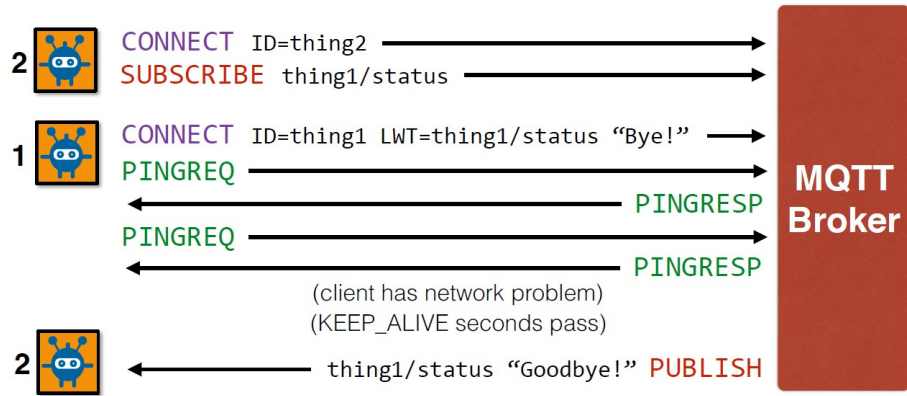 2 CONNECT ID=thing2
SUBSCRIBE thing1/status
1 CONNECT ID=thing1 LWT=thing1/status “Bye!”
PINGREQ
PINGRESP
PINGREQ
PINGRESP
(client has network problem)
(KEEP_ALIVE seconds pass)
2 thing1/status “Goodbye!” PUBLISH
MQTT
Broker